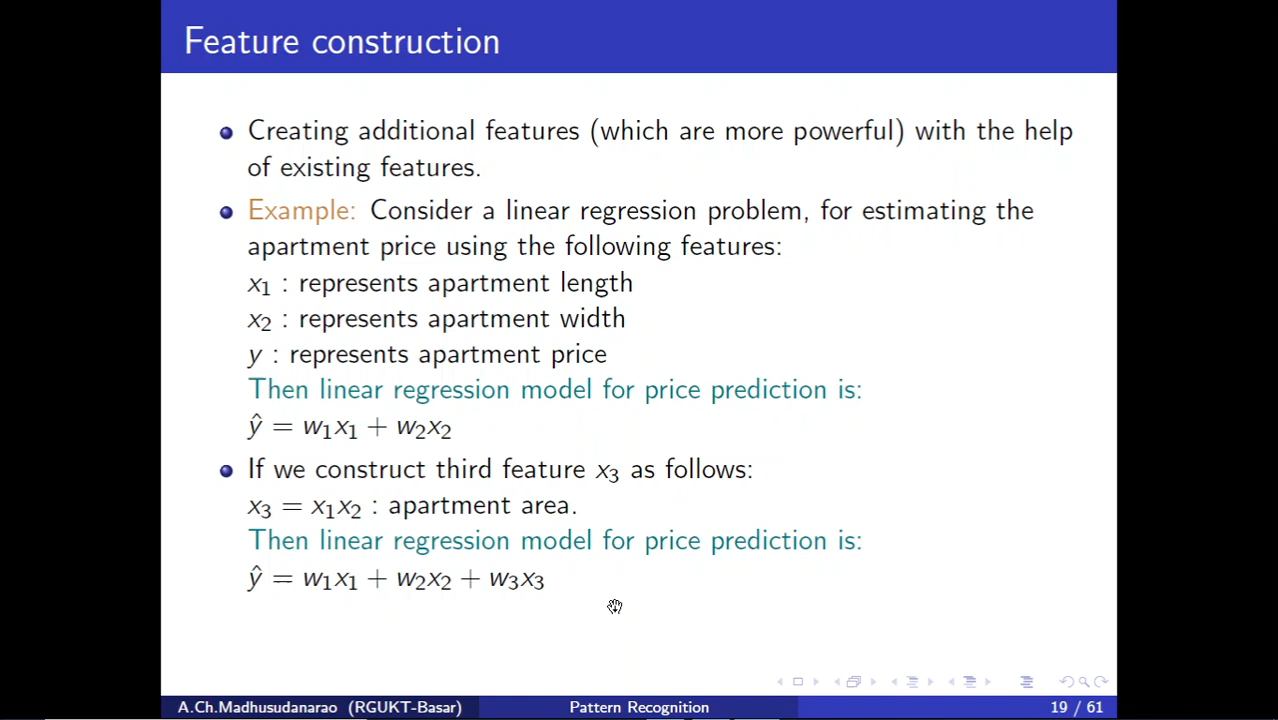 Feature construction
Creating additional features (which are more powerful) with the help
of existing features.
Example: Consider a linear regression problem, for estimating the
apartment price using the following features:
x₁ : represents apartment length
x₂ : represents apartment width
y : represents apartment price
Then linear regression model for price prediction is:
ŷ = w₁x₁ + w₂x₂
If we construct third feature x₃ as follows:
x₃ = x₁x₂ : apartment area.
Then linear regression model for price prediction is:
ŷ = w₁x₁ + w₂x₂ + w₃x₃
A.Ch.Madhusudanarao (RGUKT-Basar) Pattern Recognition 19 / 61